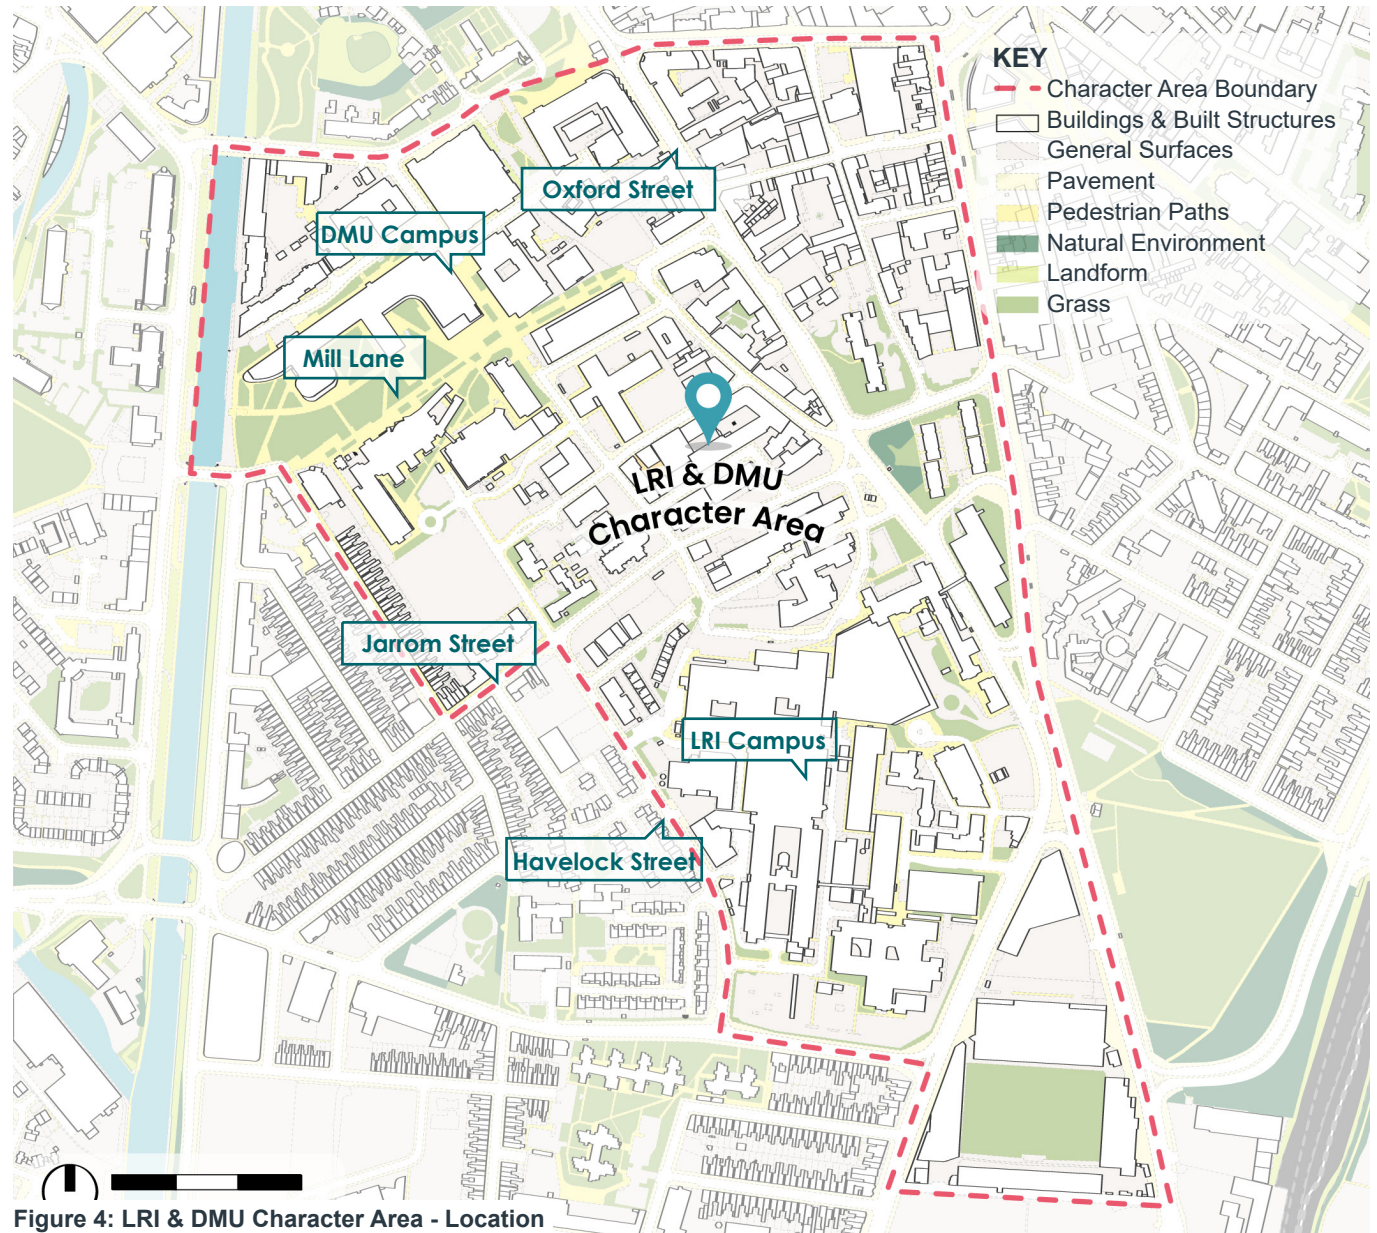 KEY
Character Area Boundary
Buildings & Built Structures
General Surfaces
Pavement
Pedestrian Paths
Natural Environment
Landform
Grass
Oxford Street
DMU Campus
Mill Lane
LRI & DMU
Character Area
Jarrom Street
LRI Campus
Havelock Street
Figure 4: LRI & DMU Character Area - Location